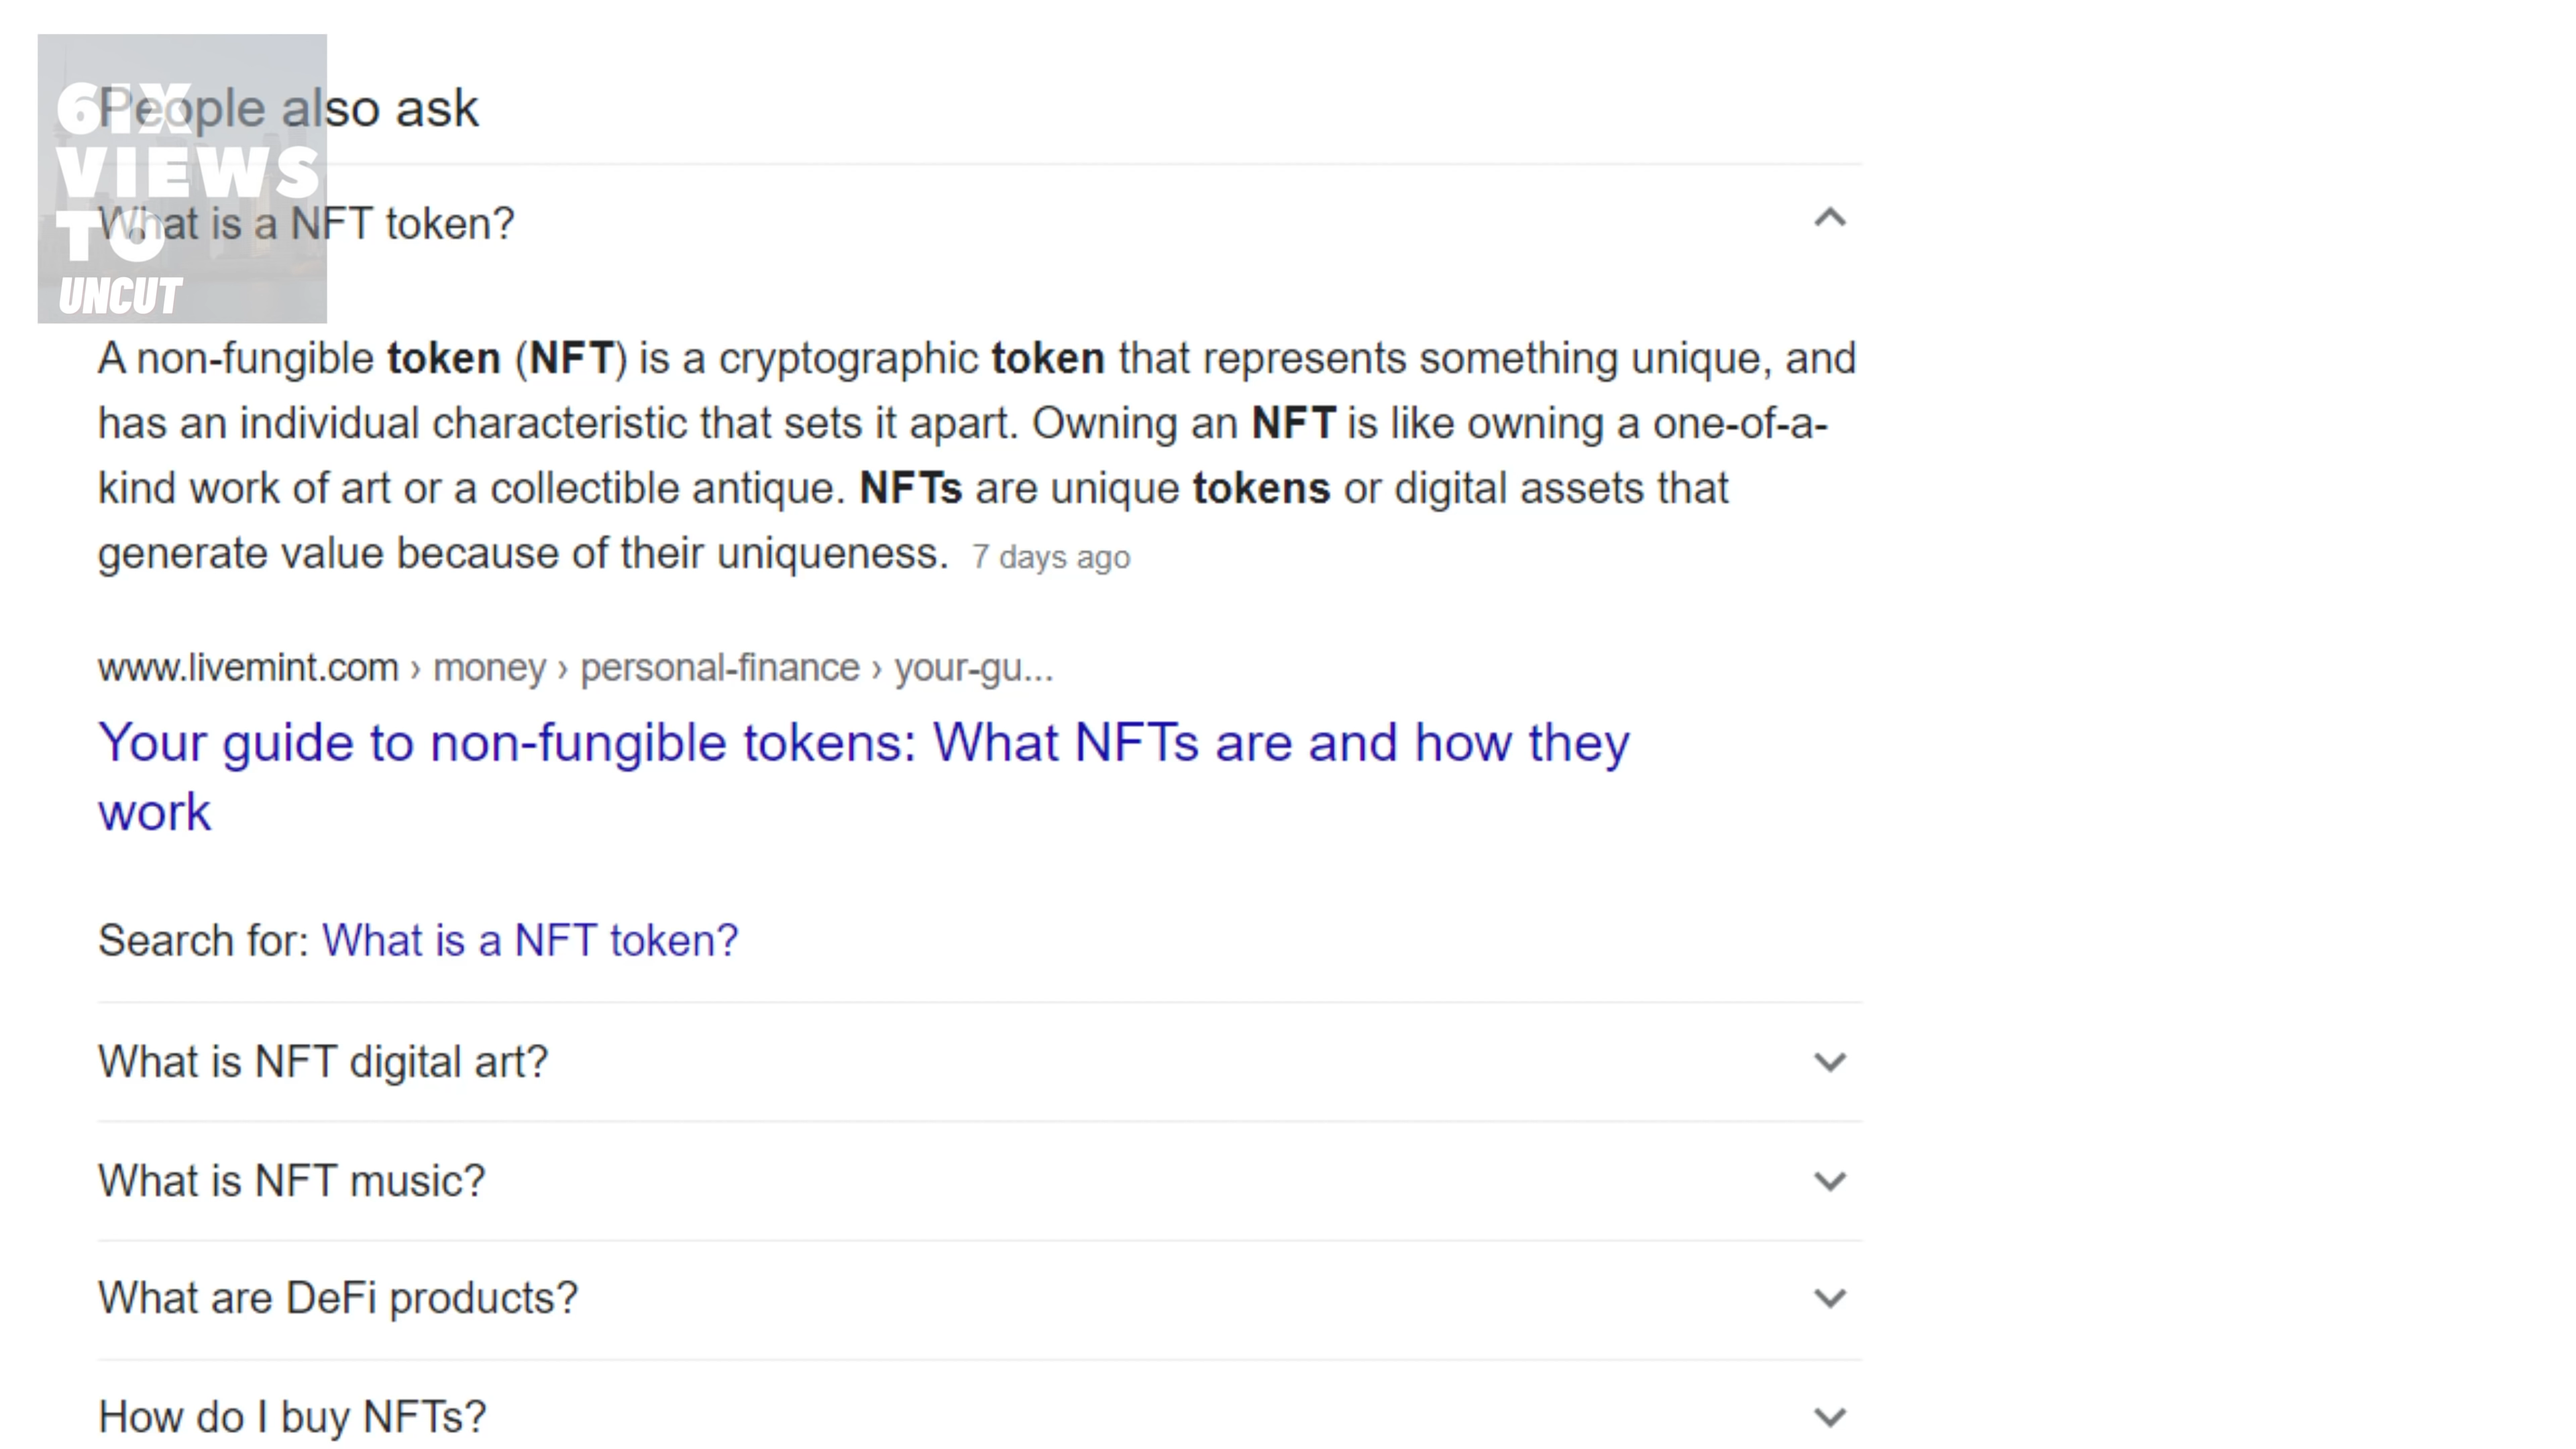 6IX
VIEWS
TO
UNCUT
People also ask
What is a NFT token?
A non-fungible token (NFT) is a cryptographic token that represents something unique, and
has an individual characteristic that sets it apart. Owning an NFT is like owning a one-of-a-
kind work of art or a collectible antique. NFTs are unique tokens or digital assets that
generate value because of their uniqueness. 7 days ago
www.livemint.com › money › personal-finance › your-gu...
Your guide to non-fungible tokens: What NFTs are and how they
work
Search for: What is a NFT token?
What is NFT digital art?
What is NFT music?
What are DeFi products?
How do I buy NFTs?